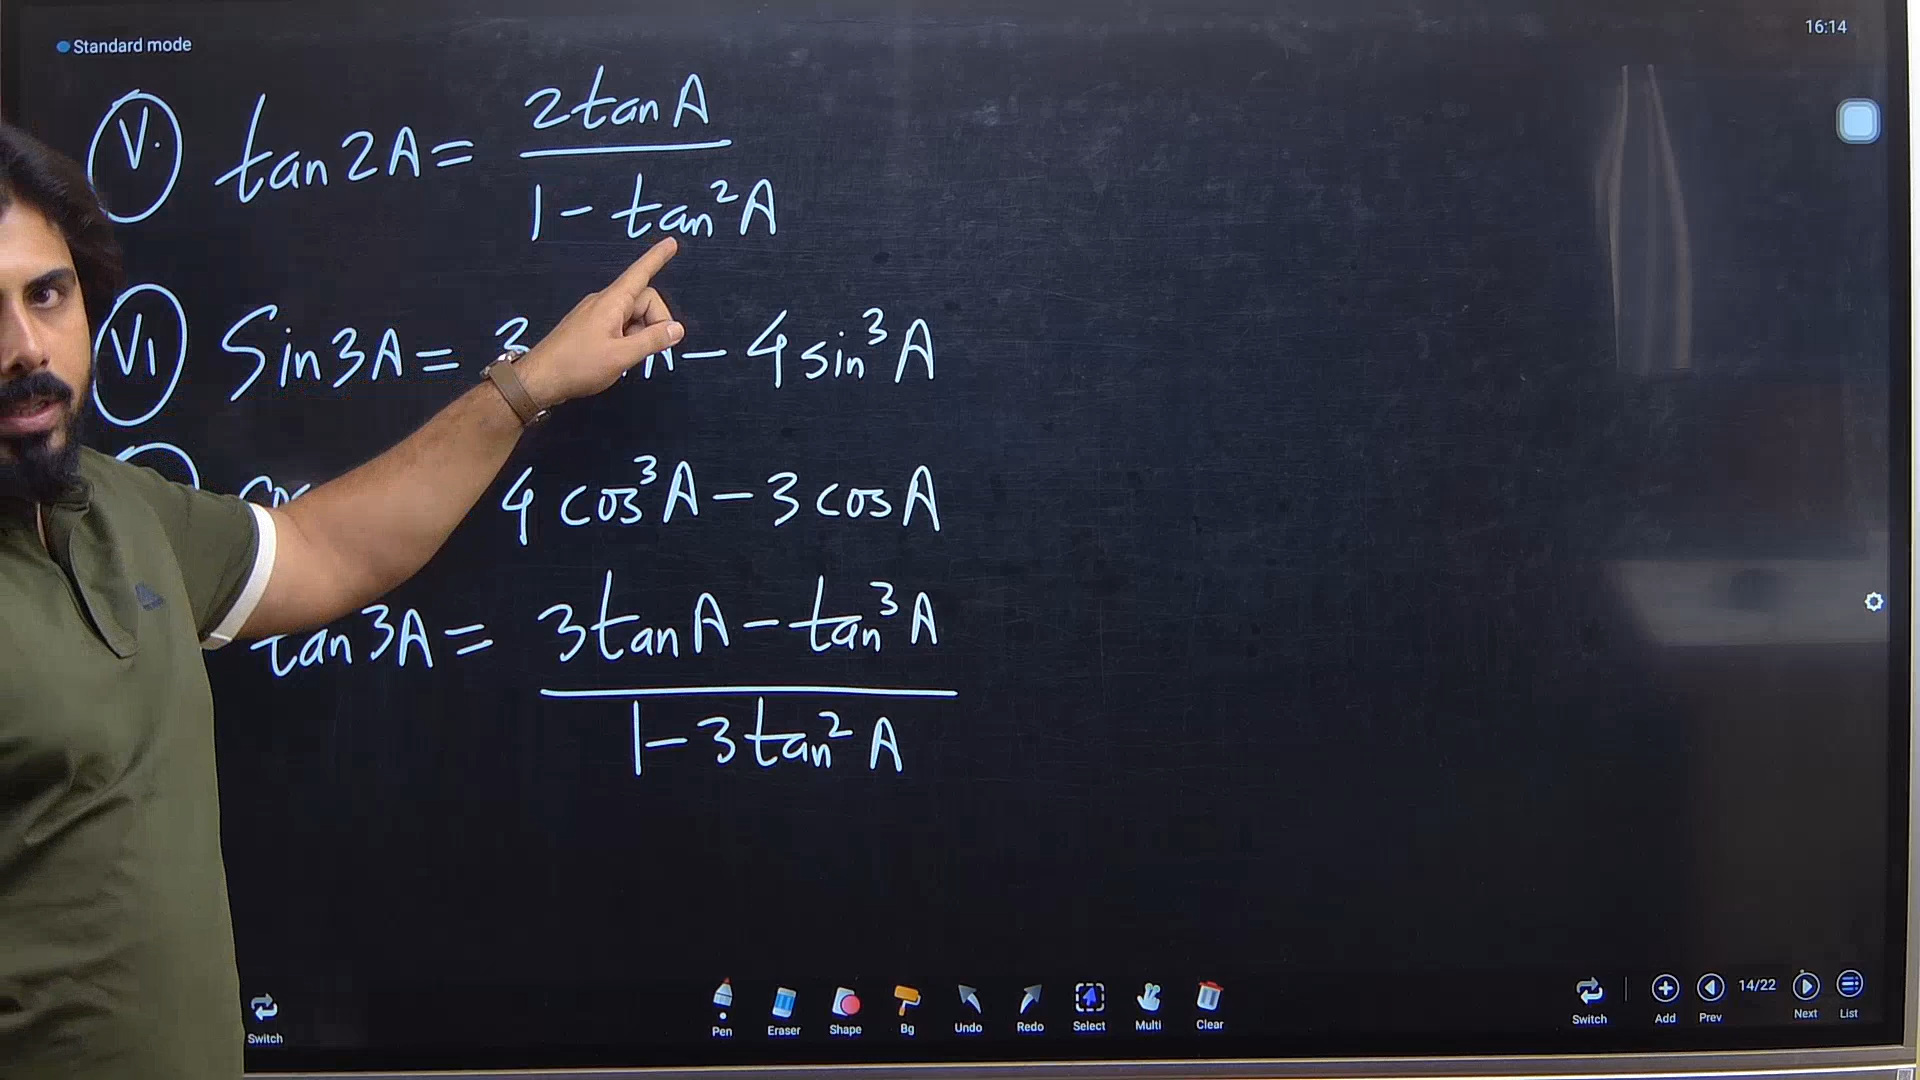 Standard mode
16:14
V. tan 2A = 2tan A / 1 - tan²A
VI Sin 3A = 3 A - 4 sin³A
cos 4 cos³A - 3 cos A
tan 3A = 3tan A - tan³A / 1 - 3tan²A
Switch Pen Eraser Shape Bg Undo Redo Select Multi Clear Switch Add Prev 14/22 Next List